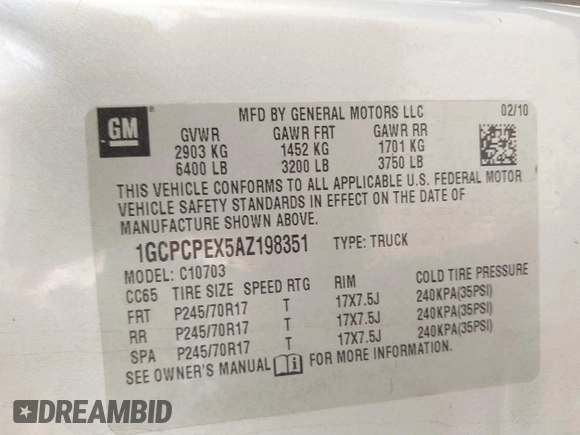 GM
MFD BY GENERAL MOTORS LLC 02/10
GVWR GAWR FRT GAWR RR
2903 KG 1452 KG 1701 KG
6400 LB 3200 LB 3750 LB
THIS VEHICLE CONFORMS TO ALL APPLICABLE U.S. FEDERAL MOTOR
VEHICLE SAFETY STANDARDS IN EFFECT ON THE DATE OF
MANUFACTURE SHOWN ABOVE.
1GCPCPEX5AZ198351 TYPE: TRUCK
MODEL: C10703
CC65 TIRE SIZE SPEED RTG RIM COLD TIRE PRESSURE
FRT P245/70R17 T 17X7.5J 240KPA(35PSI)
RR P245/70R17 T 17X7.5J 240KPA(35PSI)
SPA P245/70R17 T 17X7.5J 240KPA(35PSI)
SEE OWNER'S MANUAL FOR MORE INFORMATION.
DREAMBID